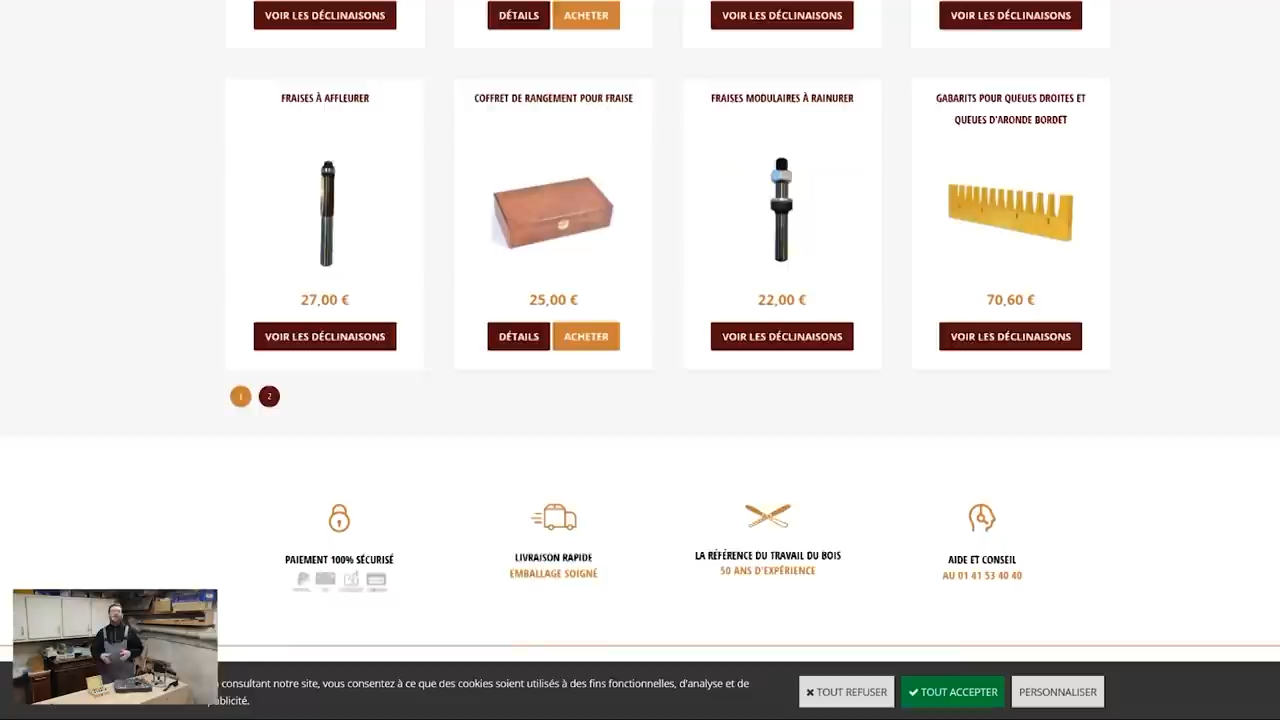 VOIR LES DÉCLINAISONS
DÉTAILS
ACHETER
VOIR LES DÉCLINAISONS
VOIR LES DÉCLINAISONS
FRAISES À AFFLEURER
COFFRET DE RANGEMENT POUR FRAISE
FRAISES MODULAIRES À RAINURER
GABARITS POUR QUEUES DROITES ET
QUEUES D'ARONDE BORDET
27,00 €
25,00 €
22,00 €
70,60 €
VOIR LES DÉCLINAISONS
DÉTAILS
ACHETER
VOIR LES DÉCLINAISONS
VOIR LES DÉCLINAISONS
1
2
PAIEMENT 100% SÉCURISÉ
LIVRAISON RAPIDE
EMBALLAGE SOIGNÉ
LA RÉFÉRENCE DU TRAVAIL DU BOIS
50 ANS D'EXPÉRIENCE
AIDE ET CONSEIL
AU 01 41 53 40 40
consultant notre site, vous consentez à ce que des cookies soient utilisés à des fins fonctionnelles, d'analyse et de
publicité.
TOUT REFUSER
TOUT ACCEPTER
PERSONNALISER